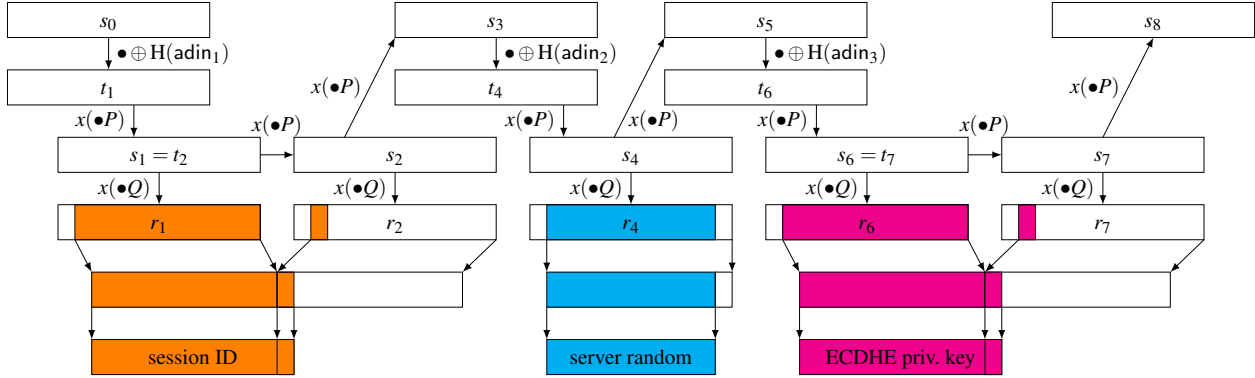 s₀ s₃ s₅ s₈
• ⊕ H(adin₁) • ⊕ H(adin₂) • ⊕ H(adin₃)
t₁ x(•P) t₄ t₆
x(•P) x(•P) x(•P) x(•P) x(•P) x(•P) x(•P) x(•P)
s₁ = t₂ s₂ s₄ s₆ = t₇ s₇
x(•Q) x(•Q) x(•Q) x(•Q) x(•Q)
r₁ r₂ r₄ r₆ r₇
session ID server random ECDHE priv. key